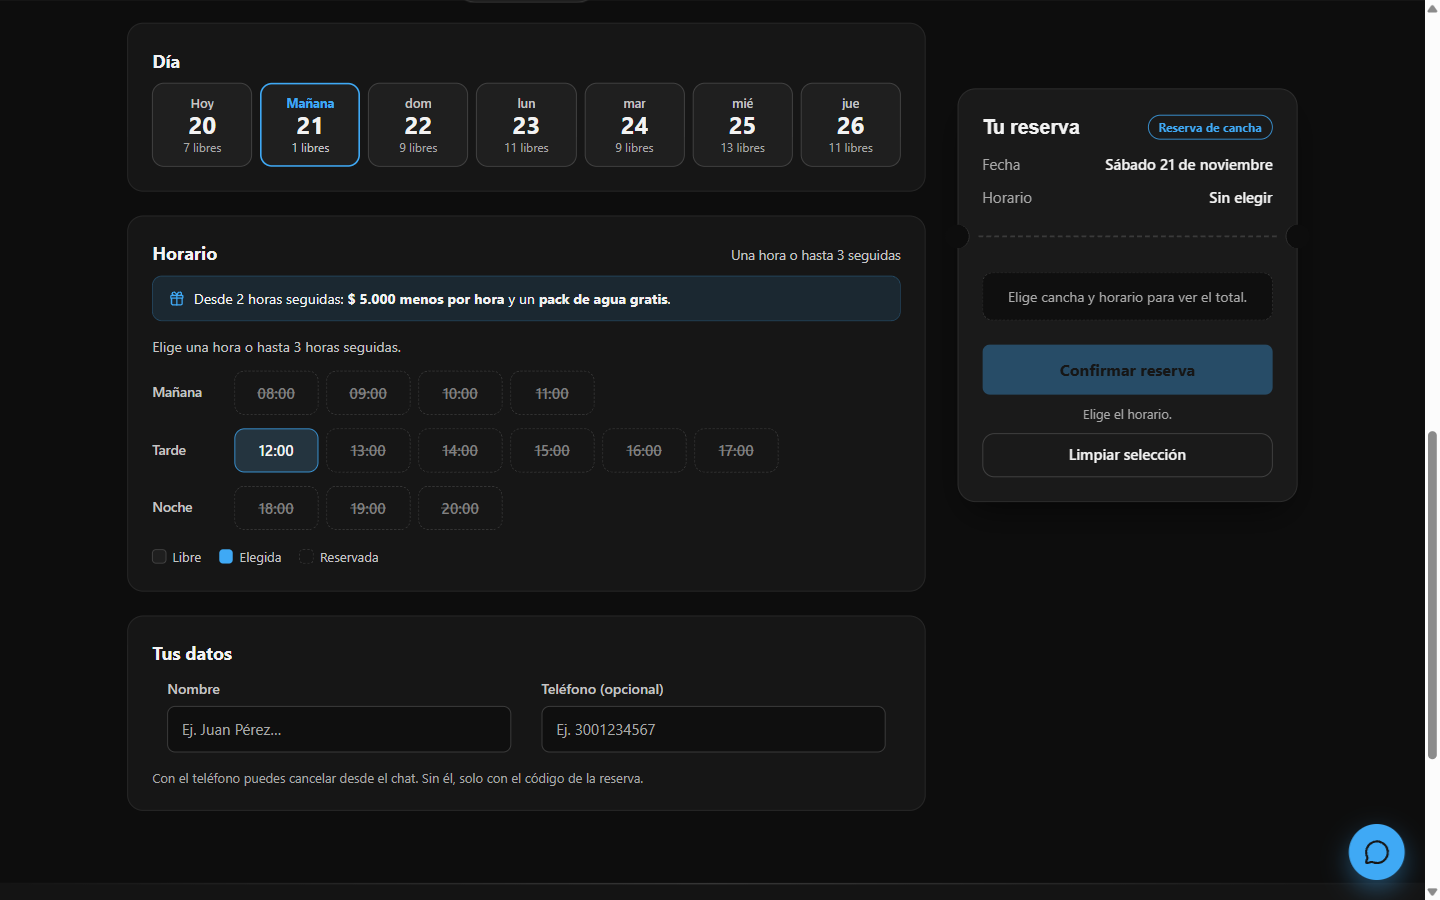 Día
Hoy
20
7 libres
Mañana
21
1 libres
dom
22
9 libres
lun
23
11 libres
mar
24
9 libres
mié
25
13 libres
jue
26
11 libres
Horario
Una hora o hasta 3 seguidas
Desde 2 horas seguidas: $ 5.000 menos por hora y un pack de agua gratis.
Elige una hora o hasta 3 horas seguidas.
Mañana 08:00 09:00 10:00 11:00
Tarde 12:00 13:00 14:00 15:00 16:00 17:00
Noche 18:00 19:00 20:00
Libre Elegida Reservada
Tus datos
Nombre
Ej. Juan Pérez...
Teléfono (opcional)
Ej. 3001234567
Con el teléfono puedes cancelar desde el chat. Sin él, solo con el código de la reserva.
Tu reserva
Reserva de cancha
Fecha Sábado 21 de noviembre
Horario Sin elegir
Elige cancha y horario para ver el total.
Confirmar reserva
Elige el horario.
Limpiar selección